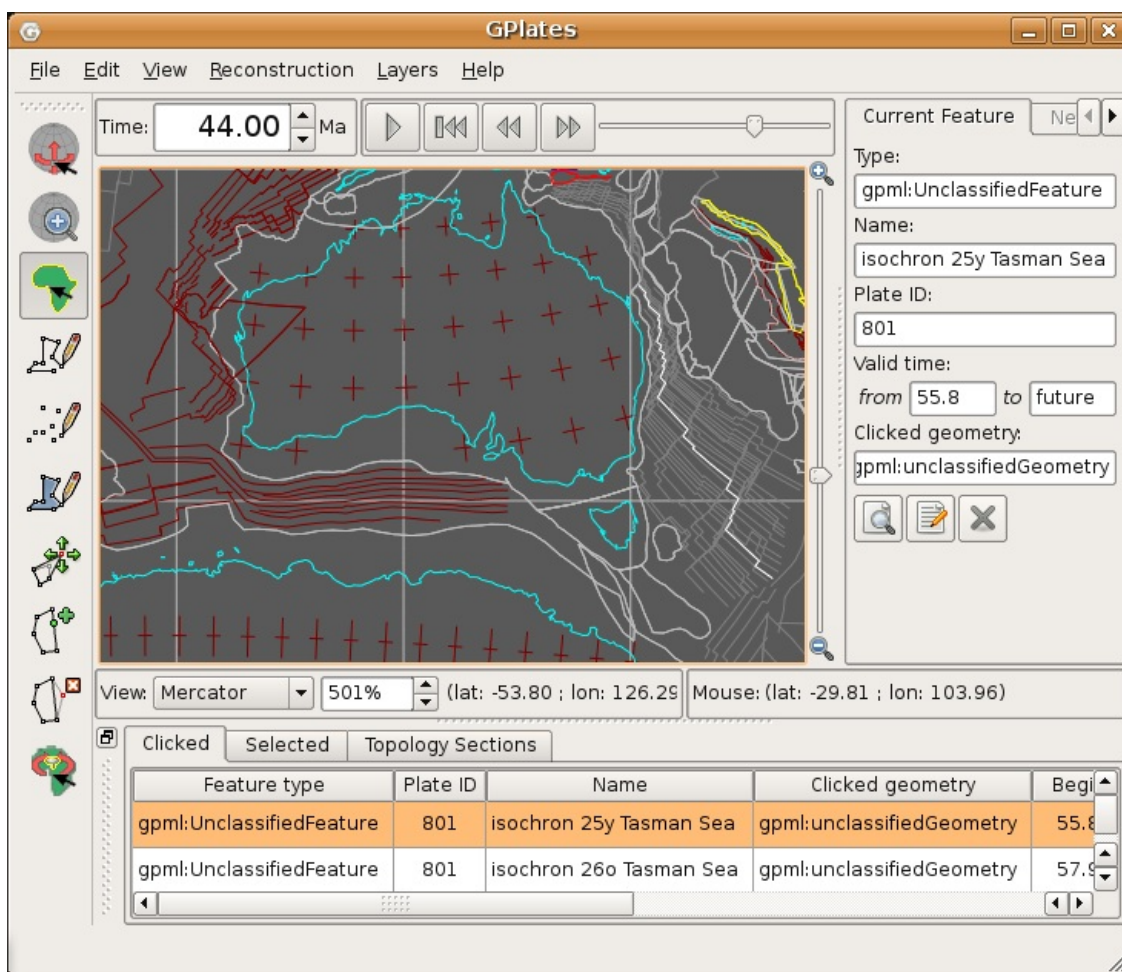 GPlates
File Edit View Reconstruction Layers Help
Time: 44.00 Ma
Current Feature Ne
Type:
gpml:UnclassifiedFeature
Name:
isochron 25y Tasman Sea
Plate ID:
801
Valid time:
from 55.8 to future
Clicked geometry:
gpml:unclassifiedGeometry
View: Mercator 501% (lat: -53.80 ; lon: 126.29 Mouse: (lat: -29.81 ; lon: 103.96)
Clicked Selected Topology Sections
Feature type Plate ID Name Clicked geometry Begi
gpml:UnclassifiedFeature 801 isochron 25y Tasman Sea gpml:unclassifiedGeometry 55.8
gpml:UnclassifiedFeature 801 isochron 26o Tasman Sea gpml:unclassifiedGeometry 57.9